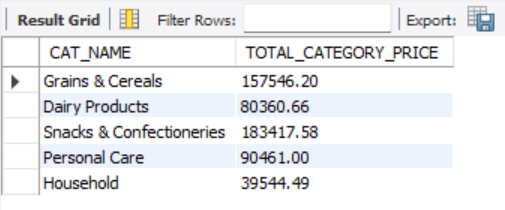 Result Grid Filter Rows: Export:
CAT_NAME TOTAL_CATEGORY_PRICE
Grains & Cereals 157546.20
Dairy Products 80360.66
Snacks & Confectioneries 183417.58
Personal Care 90461.00
Household 39544.49